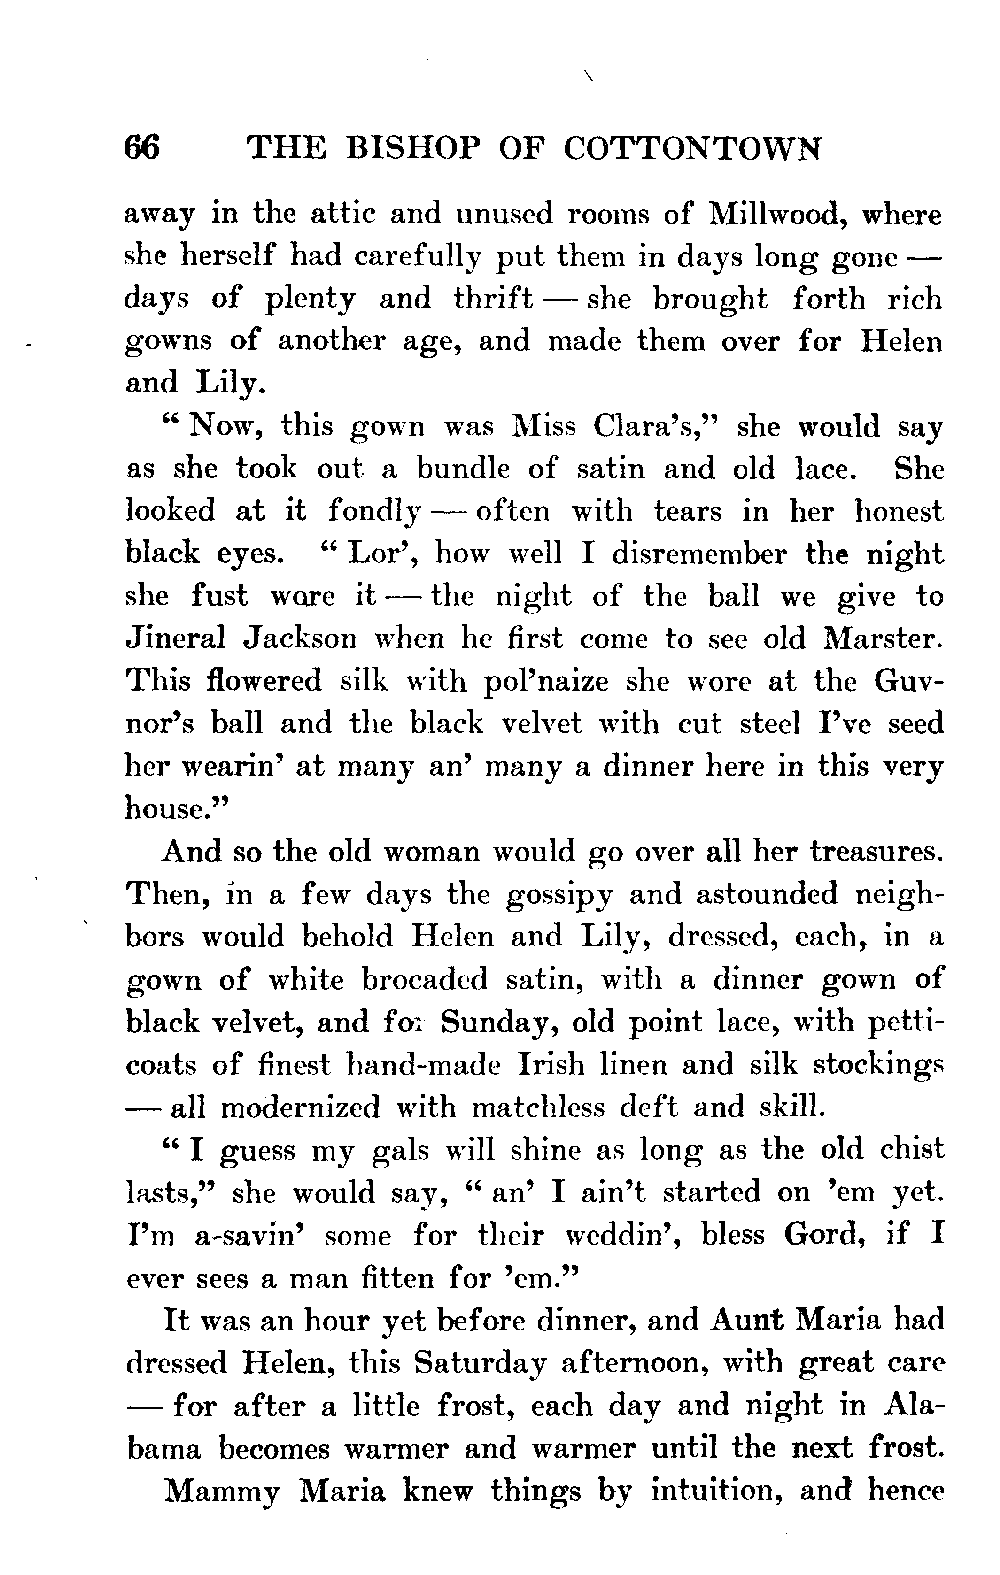 66 THE BISHOP OF COTTONTOWN
away in the attic and unused rooms of Millwood, where
she herself had carefully put them in days long gone —
days of plenty and thrift — she brought forth rich
gowns of another age, and made them over for Helen
and Lily.
“ Now, this gown was Miss Clara’s,” she would say
as she took out a bundle of satin and old lace. She
looked at it fondly — often with tears in her honest
black eyes. “ Lor’, how well I disremember the night
she fust wore it — the night of the ball we give to
Jineral Jackson when he first come to see old Marster.
This flowered silk with pol’naize she wore at the Guv-
nor’s ball and the black velvet with cut steel I’ve seed
her wearin’ at many an’ many a dinner here in this very
house.”
And so the old woman would go over all her treasures.
Then, in a few days the gossipy and astounded neigh-
bors would behold Helen and Lily, dressed, each, in a
gown of white brocaded satin, with a dinner gown of
black velvet, and for Sunday, old point lace, with petti-
coats of finest hand-made Irish linen and silk stockings
— all modernized with matchless deft and skill.
“ I guess my gals will shine as long as the old chist
lasts,” she would say, “ an’ I ain’t started on ’em yet.
I’m a-savin’ some for their weddin’, bless Gord, if I
ever sees a man fitten for ’em.”
It was an hour yet before dinner, and Aunt Maria had
dressed Helen, this Saturday afternoon, with great care
— for after a little frost, each day and night in Ala-
bama becomes warmer and warmer until the next frost.
Mammy Maria knew things by intuition, and hence